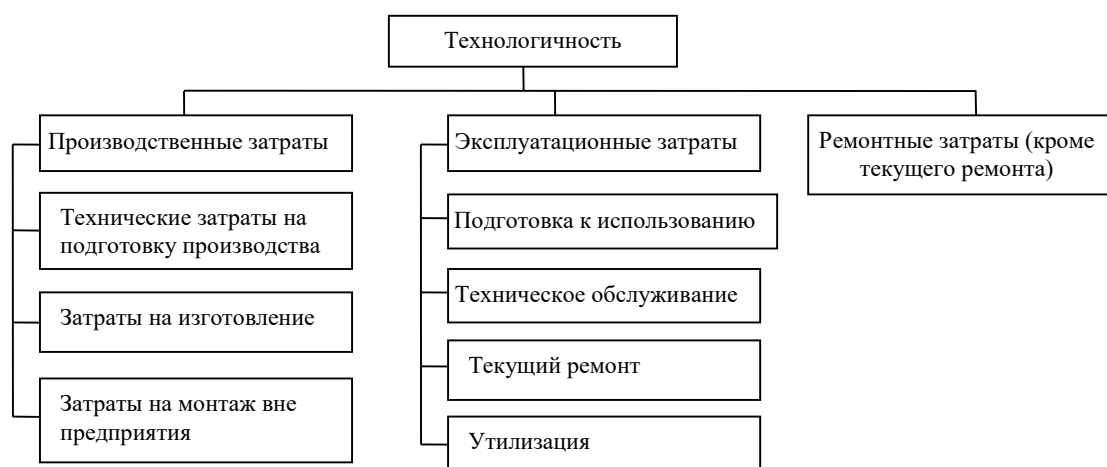 Технологичность
Производственные затраты
Технические затраты на
подготовку производства
Затраты на изготовление
Затраты на монтаж вне
предприятия
Эксплуатационные затраты
Подготовка к использованию
Техническое обслуживание
Текущий ремонт
Утилизация
Ремонтные затраты (кроме
текущего ремонта)